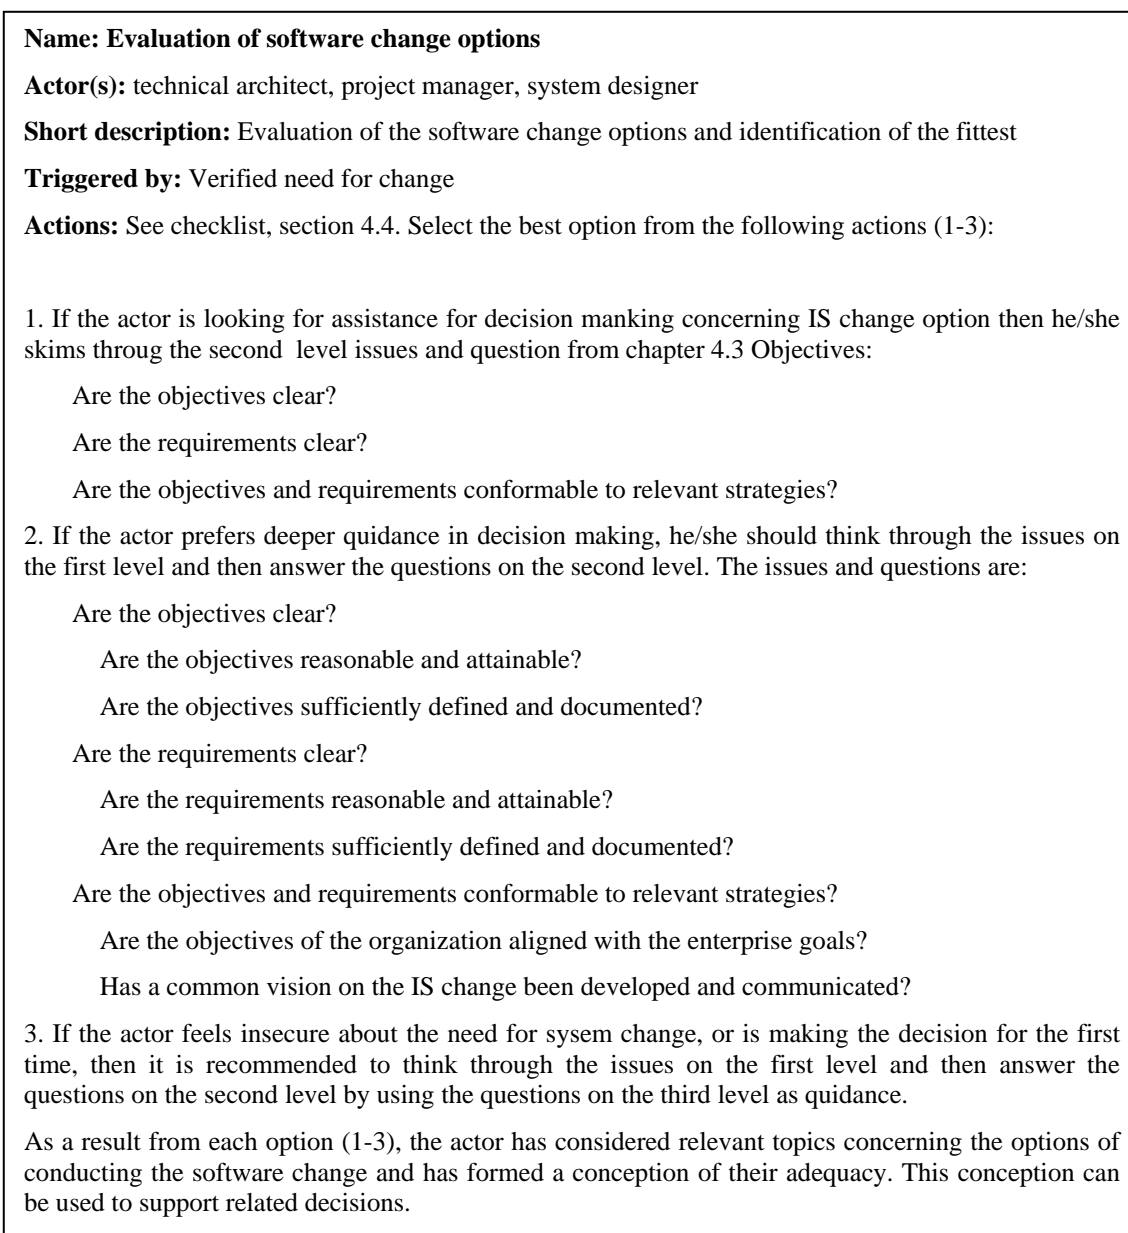 Name: Evaluation of software change options
Actor(s): technical architect, project manager, system designer
Short description: Evaluation of the software change options and identification of the fittest
Triggered by: Verified need for change
Actions: See checklist, section 4.4. Select the best option from the following actions (1-3):
1. If the actor is looking for assistance for decision manking concerning IS change option then he/she
skims throug the second level issues and question from chapter 4.3 Objectives:
Are the objectives clear?
Are the requirements clear?
Are the objectives and requirements conformable to relevant strategies?
2. If the actor prefers deeper quidance in decision making, he/she should think through the issues on
the first level and then answer the questions on the second level. The issues and questions are:
Are the objectives clear?
Are the objectives reasonable and attainable?
Are the objectives sufficiently defined and documented?
Are the requirements clear?
Are the requirements reasonable and attainable?
Are the requirements sufficiently defined and documented?
Are the objectives and requirements conformable to relevant strategies?
Are the objectives of the organization aligned with the enterprise goals?
Has a common vision on the IS change been developed and communicated?
3. If the actor feels insecure about the need for sysem change, or is making the decision for the first
time, then it is recommended to think through the issues on the first level and then answer the
questions on the second level by using the questions on the third level as quidance.
As a result from each option (1-3), the actor has considered relevant topics concerning the options of
conducting the software change and has formed a conception of their adequacy. This conception can
be used to support related decisions.